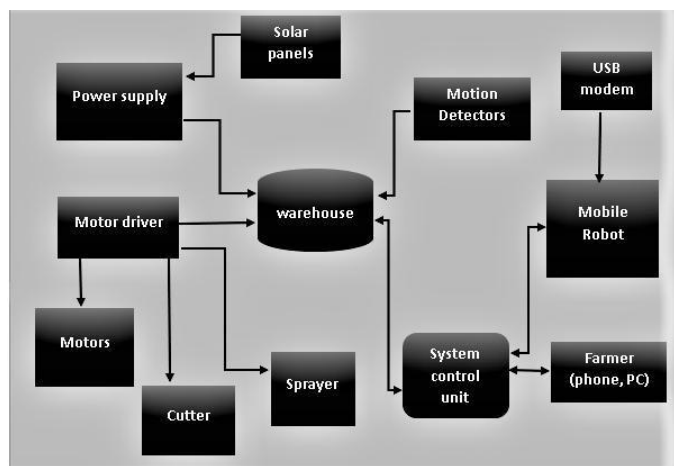 Solar
panels
Power supply
Motion
Detectors
USB
modem
warehouse
Motor driver
Mobile
Robot
Motors
System
control
unit
Farmer
(phone, PC)
Sprayer
Cutter